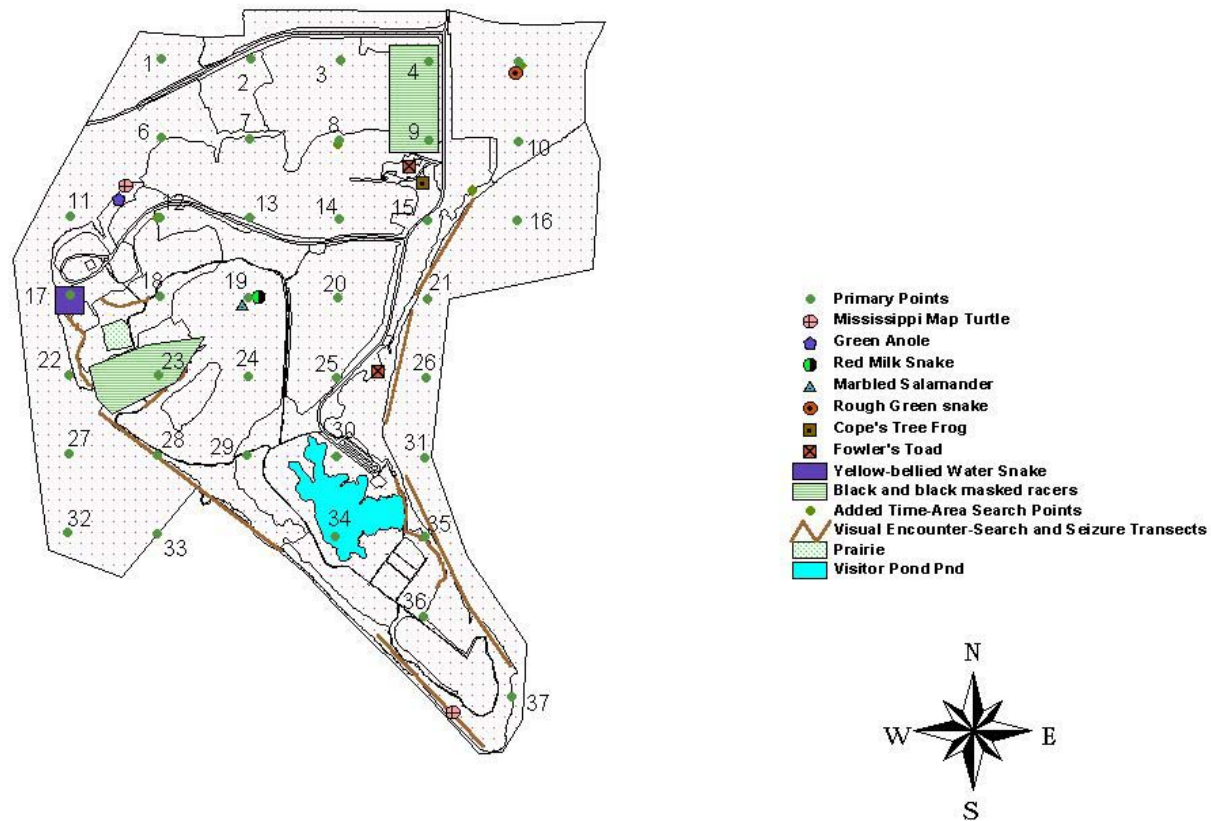 1
2
3
4
6
7
8
9
10
11
12
13
14
15
16
17
18
19
20
21
22
23
24
25
26
27
28
29
30
31
32
33
34
35
36
37
Primary Points
Mississippi Map Turtle
Green Anole
Red Milk Snake
Marbled Salamander
Rough Green snake
Cope's Tree Frog
Fowler's Toad
Yellow-bellied Water Snake
Black and black masked racers
Added Time-Area Search Points
Visual Encounter-Search and Seizure Transects
Prairie
Visitor Pond Pnd
N
W E
S